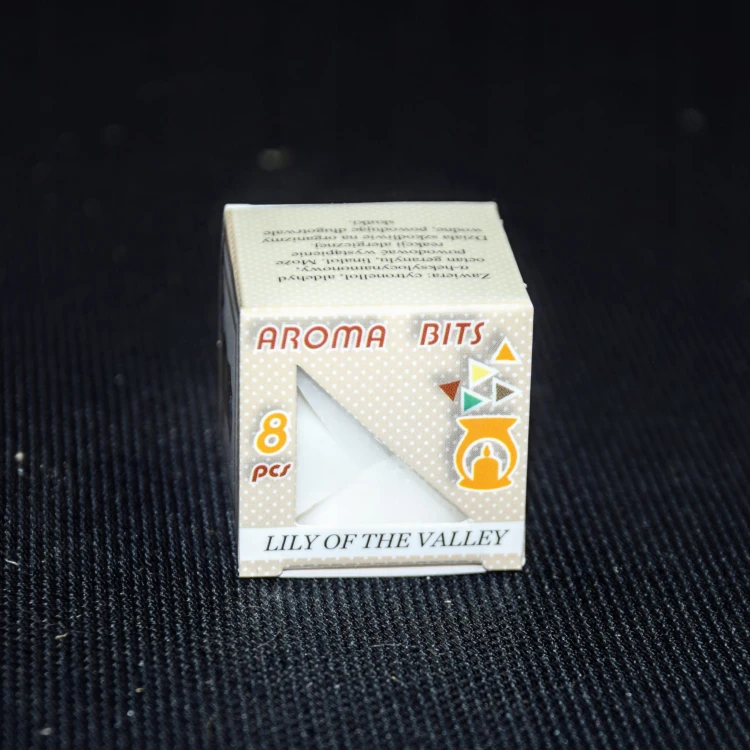 Zawiera: cytronellol, aldehyd
α-heksylocynamonowy,
octan geranylu, linalol. Może
powodować wystąpienie
reakcji alergicznej.
Działa szkodliwie na organizmy
wodne, powodując długotrwałe
skutki.
AROMA BITS
8
pcs
LILY OF THE VALLEY